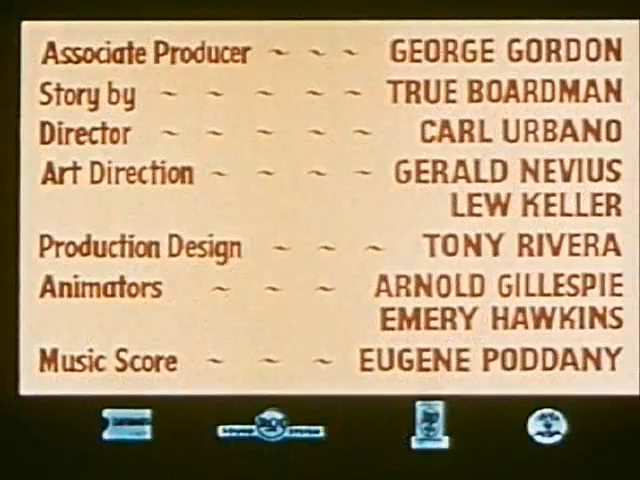 Associate Producer ~ ~ ~ GEORGE GORDON
Story by ~ ~ ~ ~ ~ TRUE BOARDMAN
Director ~ ~ ~ ~ ~ CARL URBANO
Art Direction ~ ~ ~ ~ GERALD NEVIUS
LEW KELLER
Production Design ~ ~ ~ TONY RIVERA
Animators ~ ~ ~ ARNOLD GILLESPIE
EMERY HAWKINS
Music Score ~ ~ ~ EUGENE PODDANY
RCA